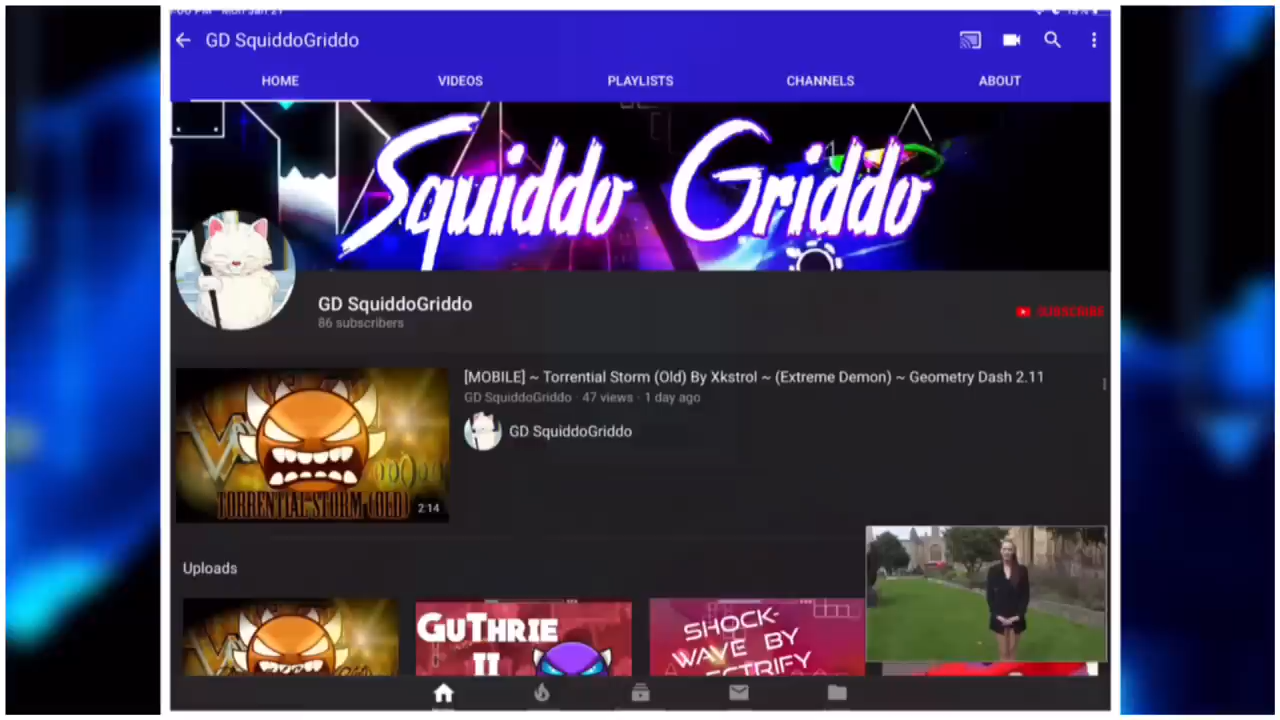 GD SquiddoGriddo
HOME VIDEOS PLAYLISTS CHANNELS ABOUT
Squiddo Griddo
GD SquiddoGriddo
86 subscribers
SUBSCRIBE
[MOBILE] ~ Torrential Storm (Old) By Xkstrol ~ (Extreme Demon) ~ Geometry Dash 2.11
GD SquiddoGriddo · 47 views · 1 day ago
GD SquiddoGriddo
TORRENTIAL STORM (OLD)
2:14
Uploads
GUTHRIE
II
SHOCK-
WAVE BY